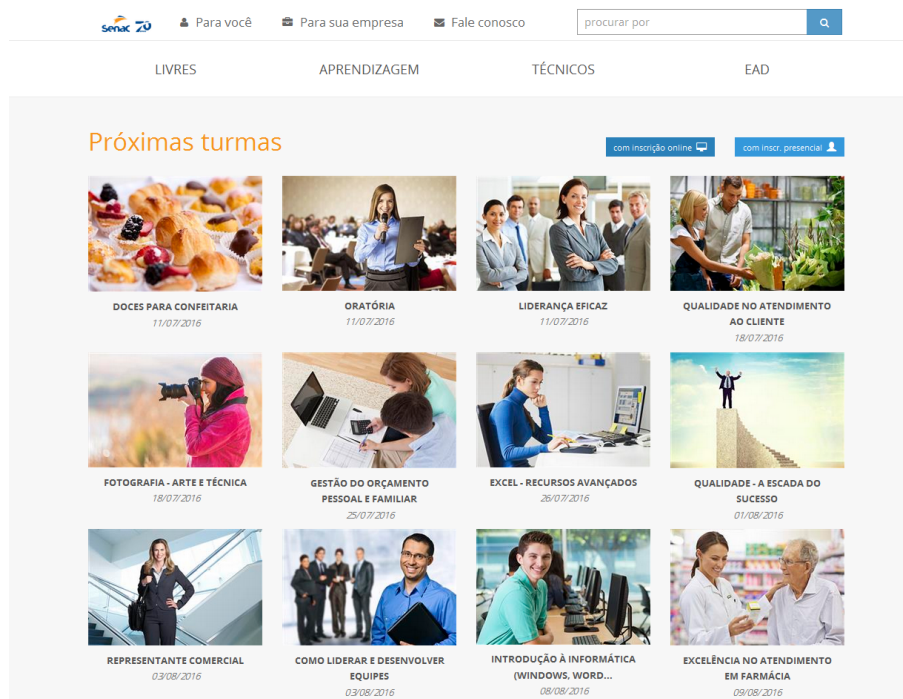 senac 70 Para você Para sua empresa Fale conosco procurar por
LIVRES APRENDIZAGEM TÉCNICOS EAD
Próximas turmas com inscrição online com inscr. presencial
DOCES PARA CONFEITARIA
11/07/2016
ORATÓRIA
11/07/2016
LIDERANÇA EFICAZ
11/07/2016
QUALIDADE NO ATENDIMENTO
AO CLIENTE
18/07/2016
FOTOGRAFIA - ARTE E TÉCNICA
18/07/2016
GESTÃO DO ORÇAMENTO
PESSOAL E FAMILIAR
25/07/2016
EXCEL - RECURSOS AVANÇADOS
26/07/2016
QUALIDADE - A ESCADA DO
SUCESSO
01/08/2016
REPRESENTANTE COMERCIAL
03/08/2016
COMO LIDERAR E DESENVOLVER
EQUIPES
03/08/2016
INTRODUÇÃO À INFORMÁTICA
(WINDOWS, WORD...
08/08/2016
EXCELÊNCIA NO ATENDIMENTO
EM FARMÁCIA
09/08/2016